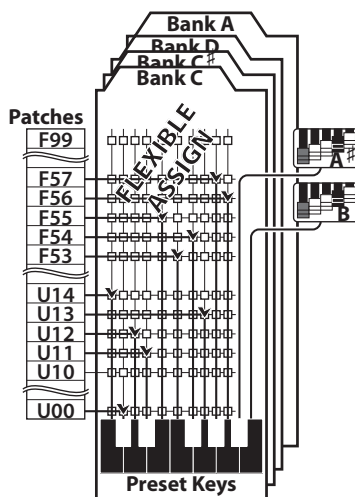 Bank A
Bank D
Bank C♯
Bank C
Patches
F99
F57
F56
F55
F54
F53
U14
U13
U12
U11
U10
U00
FLEXIBLE
ASSIGN
A♯
B
Preset Keys